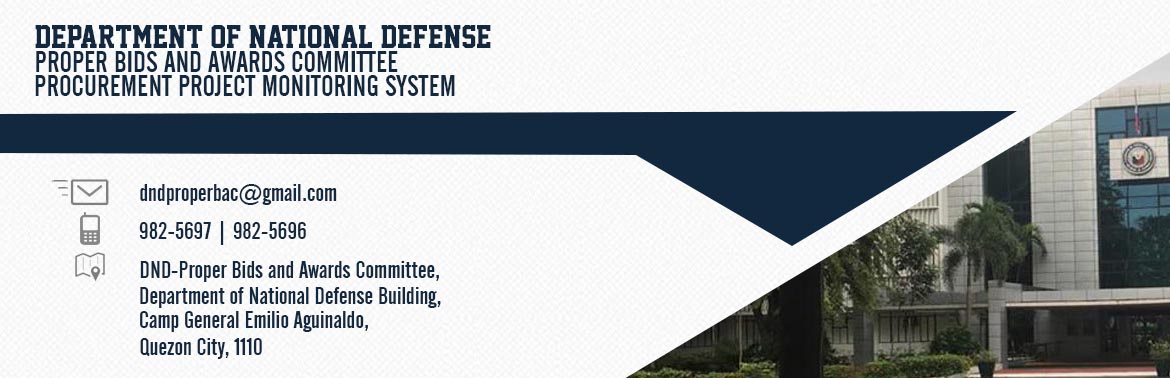 DEPARTMENT OF NATIONAL DEFENSE
PROPER BIDS AND AWARDS COMMITTEE
PROCUREMENT PROJECT MONITORING SYSTEM
dndproperbac@gmail.com
982-5697 | 982-5696
DND-Proper Bids and Awards Committee,
Department of National Defense Building,
Camp General Emilio Aguinaldo,
Quezon City, 1110